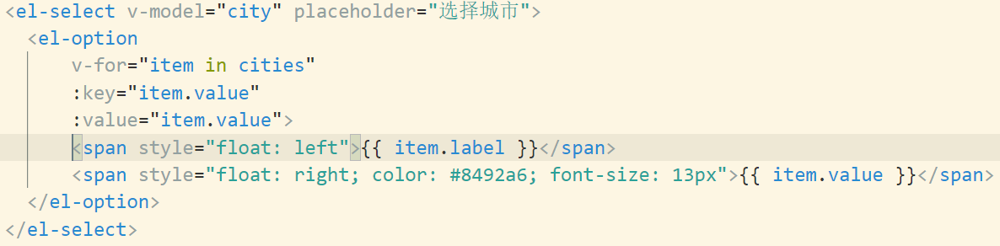 <el-select v-model="city" placeholder="选择城市">
  <el-option
      v-for="item in cities"
      :key="item.value"
      :value="item.value">
      <span style="float: left">{{ item.label }}</span>
      <span style="float: right; color: #8492a6; font-size: 13px">{{ item.value }}</span>
  </el-option>
</el-select>